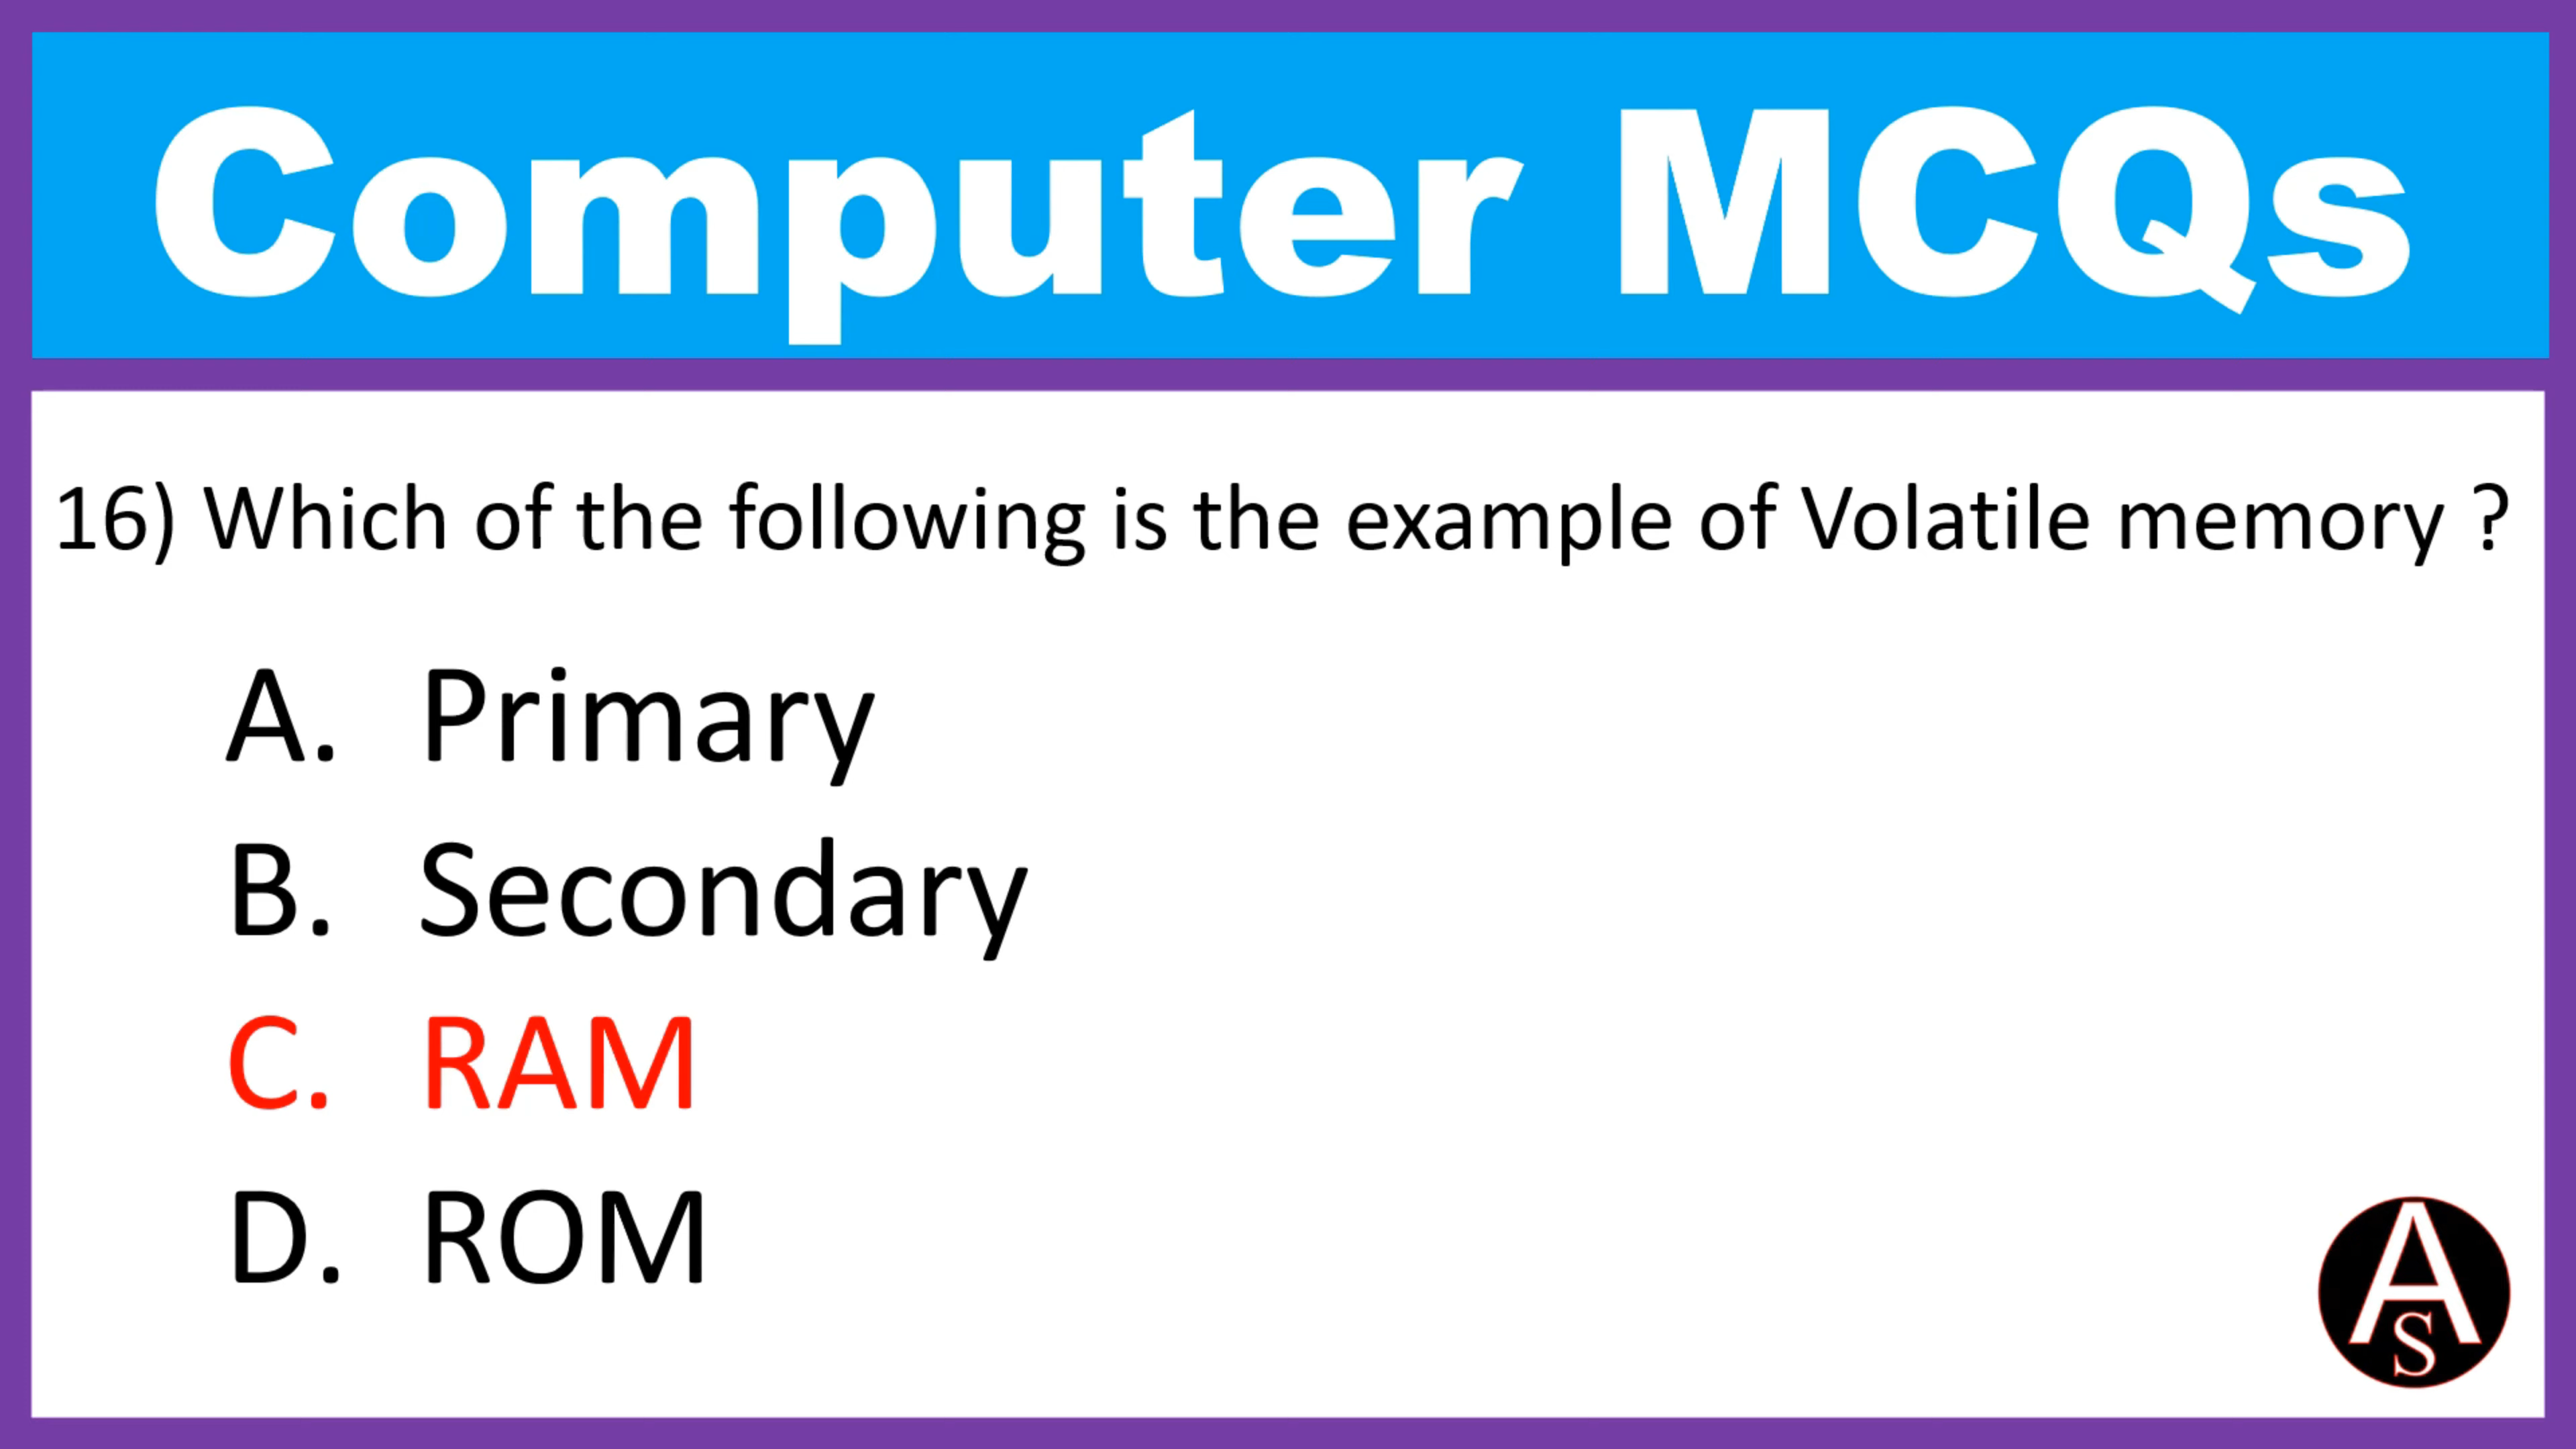 Computer MCQs
16) Which of the following is the example of Volatile memory ?
A. Primary
B. Secondary
C. RAM
D. ROM
A
S